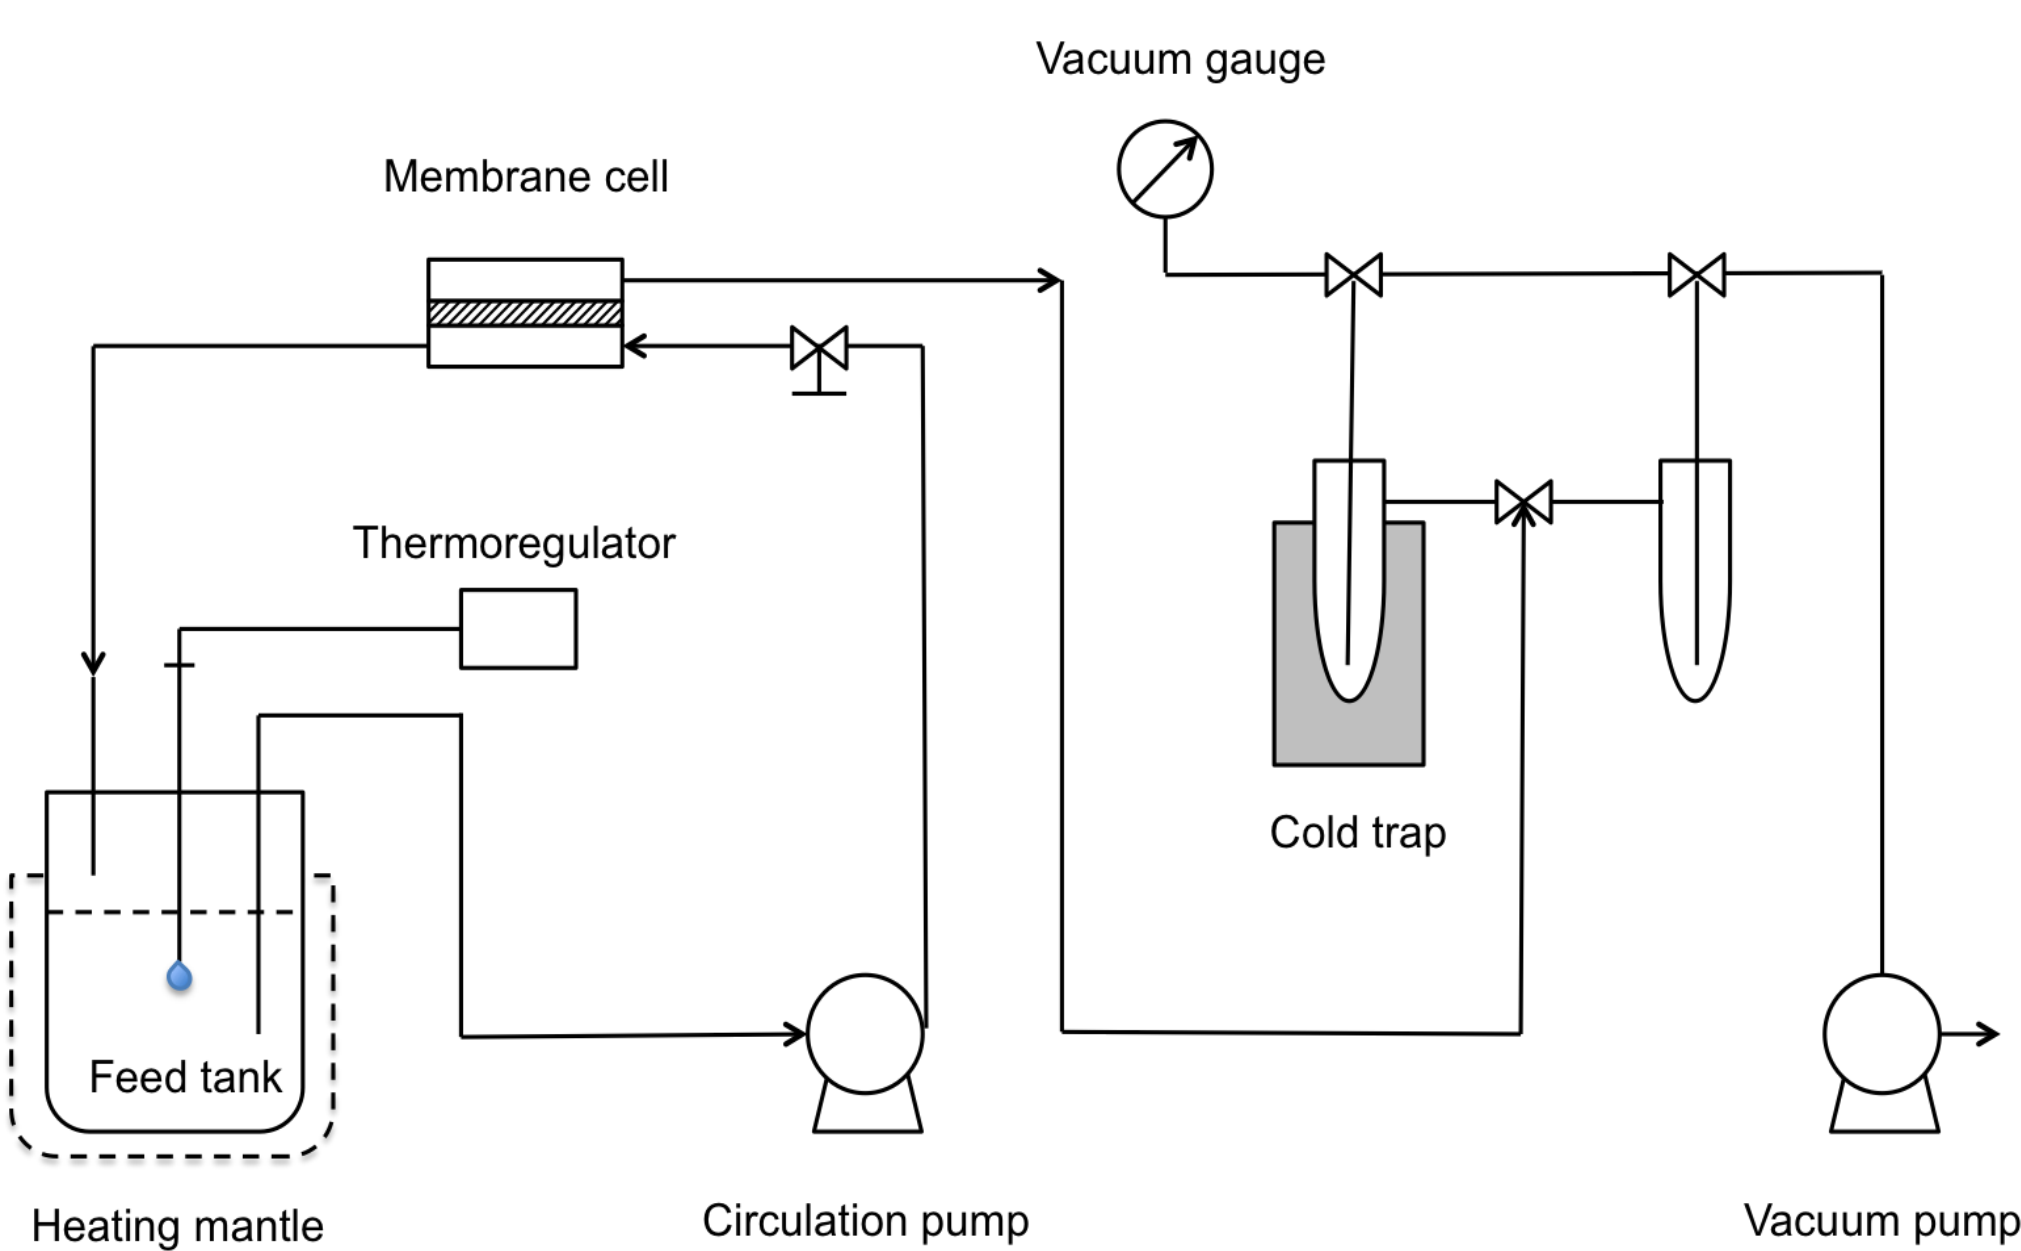 Vacuum gauge
Membrane cell
Thermoregulator
Cold trap
Feed tank
Heating mantle
Circulation pump
Vacuum pump